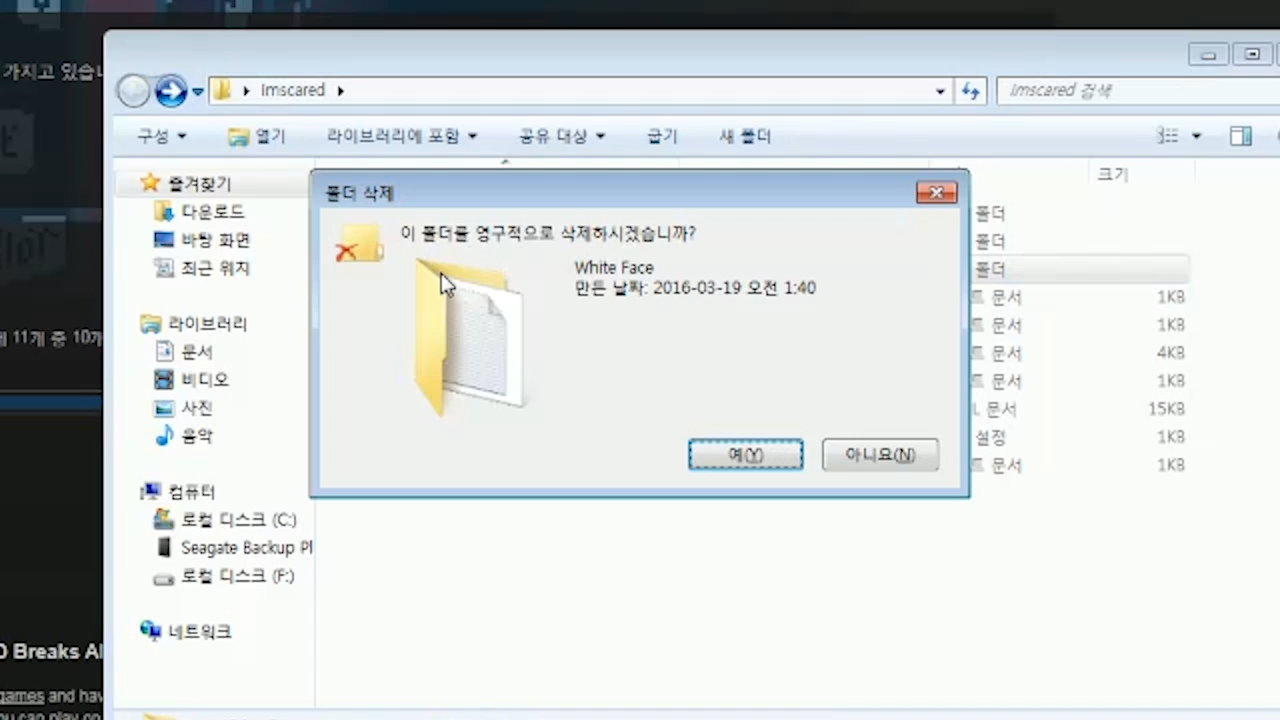 가지고 있습니
Imscared
Imscared 검색
구성
열기
라이브러리에 포함
공유 대상
굽기
새 폴더
크기
즐겨찾기
다운로드
바탕 화면
최근 위치
라이브러리
문서
비디오
사진
음악
컴퓨터
로컬 디스크 (C:)
Seagate Backup Pl
로컬 디스크 (F:)
네트워크
폴더 삭제
이 폴더를 영구적으로 삭제하시겠습니까?
White Face
만든 날짜: 2016-03-19 오전 1:40
예(Y)
아니요(N)
폴더
폴더
폴더
트 문서 1KB
트 문서 1KB
트 문서 4KB
트 문서 1KB
L 문서 15KB
설정 1KB
트 문서 1KB
11개 중 10개
Breaks Al
games and hav
you can play on